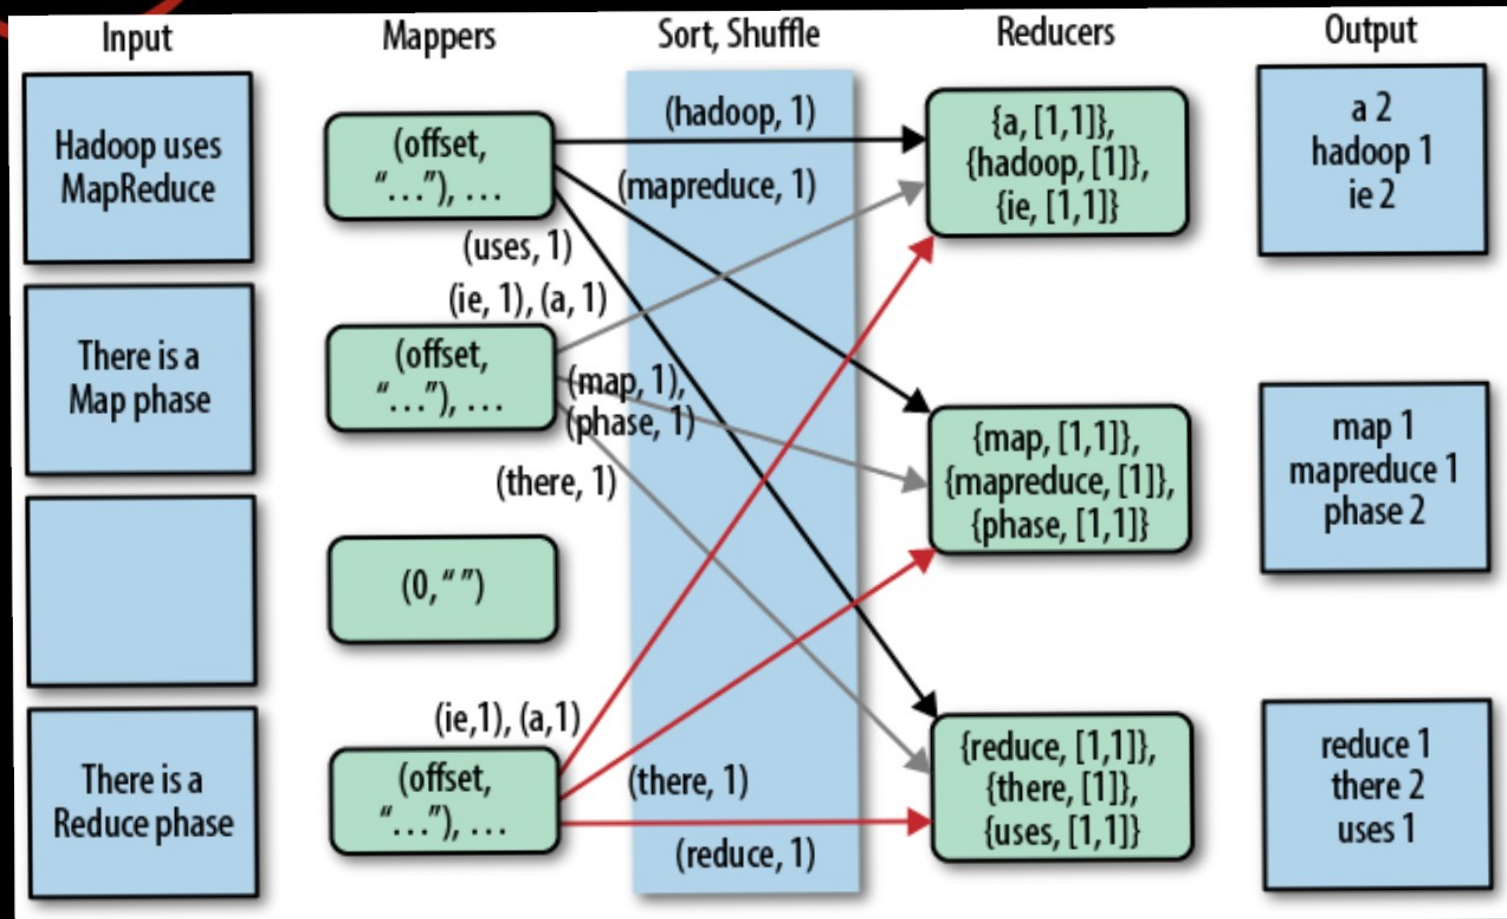 Input
Mappers
Sort, Shuffle
Reducers
Output
Hadoop uses
MapReduce
There is a
Map phase
There is a
Reduce phase
(offset,
“…”), …
(uses, 1)
(ie, 1), (a, 1)
(offset,
“…”), …
(map, 1),
(phase, 1)
(there, 1)
(0, “ ”)
(ie,1), (a,1)
(offset,
“…”), …
(hadoop, 1)
(mapreduce, 1)
(there, 1)
(reduce, 1)
{a, [1,1]},
{hadoop, [1]},
{ie, [1,1]}
{map, [1,1]},
{mapreduce, [1]},
{phase, [1,1]}
{reduce, [1,1]},
{there, [1]},
{uses, [1,1]}
a 2
hadoop 1
ie 2
map 1
mapreduce 1
phase 2
reduce 1
there 2
uses 1